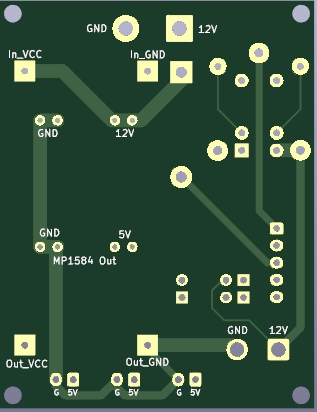 GND 12V
In_VCC In_GND
GND 12V
GND 5V
MP1584 Out
GND 12V
Out_VCC Out_GND
G 5V G 5V G 5V